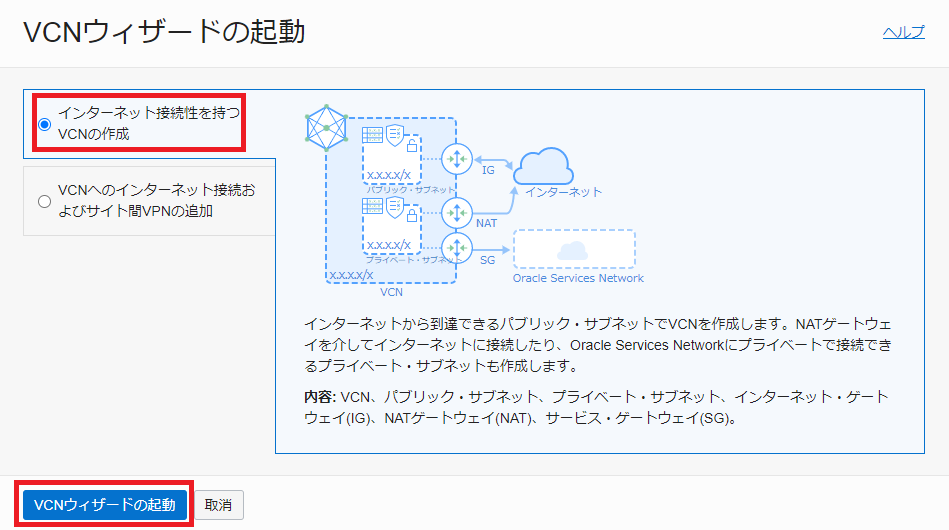 VCNウィザードの起動
ヘルプ
インターネット接続性を持つ
VCNの作成
VCNへのインターネット接続お
よびサイト間VPNの追加
x.x.x.x/x
パブリック・サブネット
IG
インターネット
NAT
x.x.x.x/x
プライベート・サブネット
SG
x.x.x.x/x
Oracle Services Network
VCN
インターネットから到達できるパブリック・サブネットでVCNを作成します。NATゲートウェ
イを介してインターネットに接続したり、Oracle Services Networkにプライベートで接続でき
るプライベート・サブネットも作成します。
内容: VCN、パブリック・サブネット、プライベート・サブネット、インターネット・ゲート
ウェイ(IG)、NATゲートウェイ(NAT)、サービス・ゲートウェイ(SG)。
VCNウィザードの起動
取消